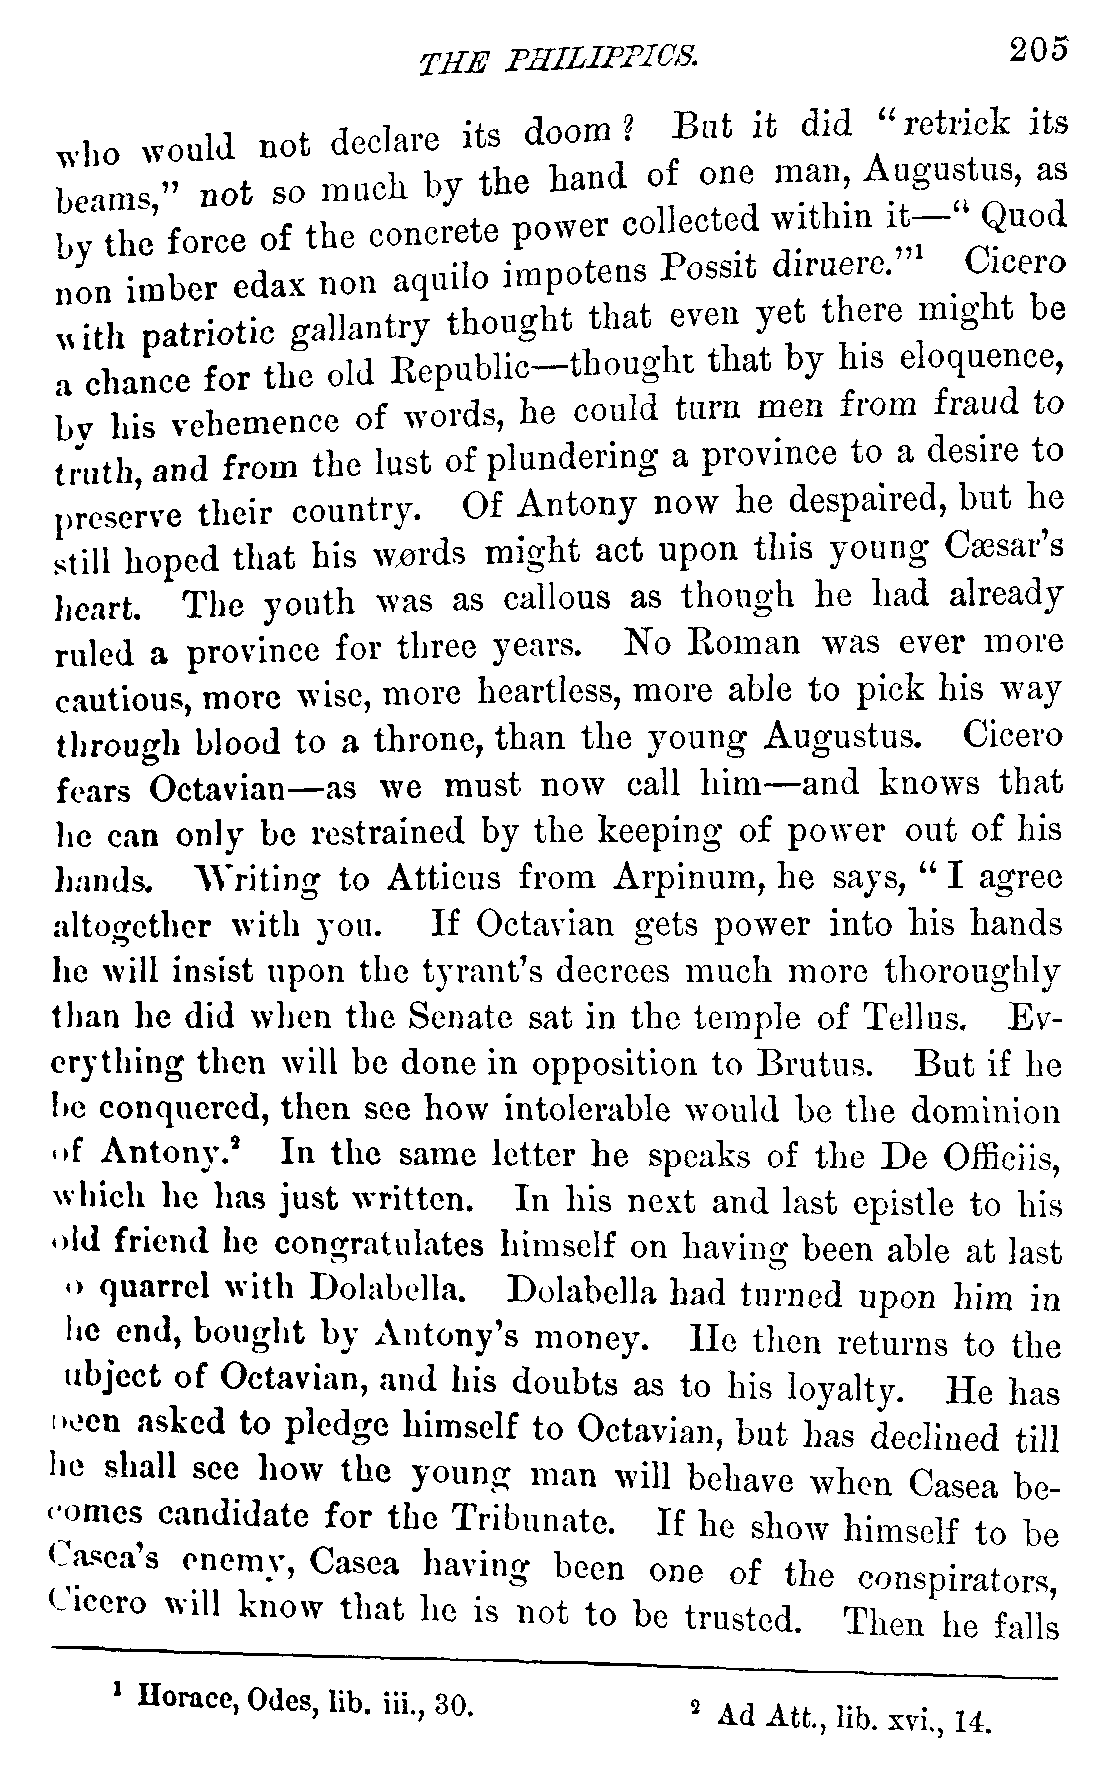 THE PHILIPPICS. 205
who would not declare its doom? But it did “retrick its
beams,” not so much by the hand of one man, Augustus, as
by the force of the concrete power collected within it—“Quod
non imber edax non aquilo impotens Possit diruere.”¹ Cicero
with patriotic gallantry thought that even yet there might be
a chance for the old Republic—thought that by his eloquence,
by his vehemence of words, he could turn men from fraud to
truth, and from the lust of plundering a province to a desire to
preserve their country. Of Antony now he despaired, but he
still hoped that his words might act upon this young Cæsar’s
heart. The youth was as callous as though he had already
ruled a province for three years. No Roman was ever more
cautious, more wise, more heartless, more able to pick his way
through blood to a throne, than the young Augustus. Cicero
fears Octavian—as we must now call him—and knows that
he can only be restrained by the keeping of power out of his
hands. Writing to Atticus from Arpinum, he says, “I agree
altogether with you. If Octavian gets power into his hands
he will insist upon the tyrant’s decrees much more thoroughly
than he did when the Senate sat in the temple of Tellus. Ev-
erything then will be done in opposition to Brutus. But if he
be conquered, then see how intolerable would be the dominion
of Antony.² In the same letter he speaks of the De Officiis,
which he has just written. In his next and last epistle to his
old friend he congratulates himself on having been able at last
o quarrel with Dolabella. Dolabella had turned upon him in
he end, bought by Antony’s money. He then returns to the
ubject of Octavian, and his doubts as to his loyalty. He has
been asked to pledge himself to Octavian, but has declined till
he shall see how the young man will behave when Casca be-
comes candidate for the Tribunate. If he show himself to be
Casca’s enemy, Casca having been one of the conspirators,
Cicero will know that he is not to be trusted. Then he falls
¹ Horace, Odes, lib. iii., 30. ² Ad Att., lib. xvi., 14.